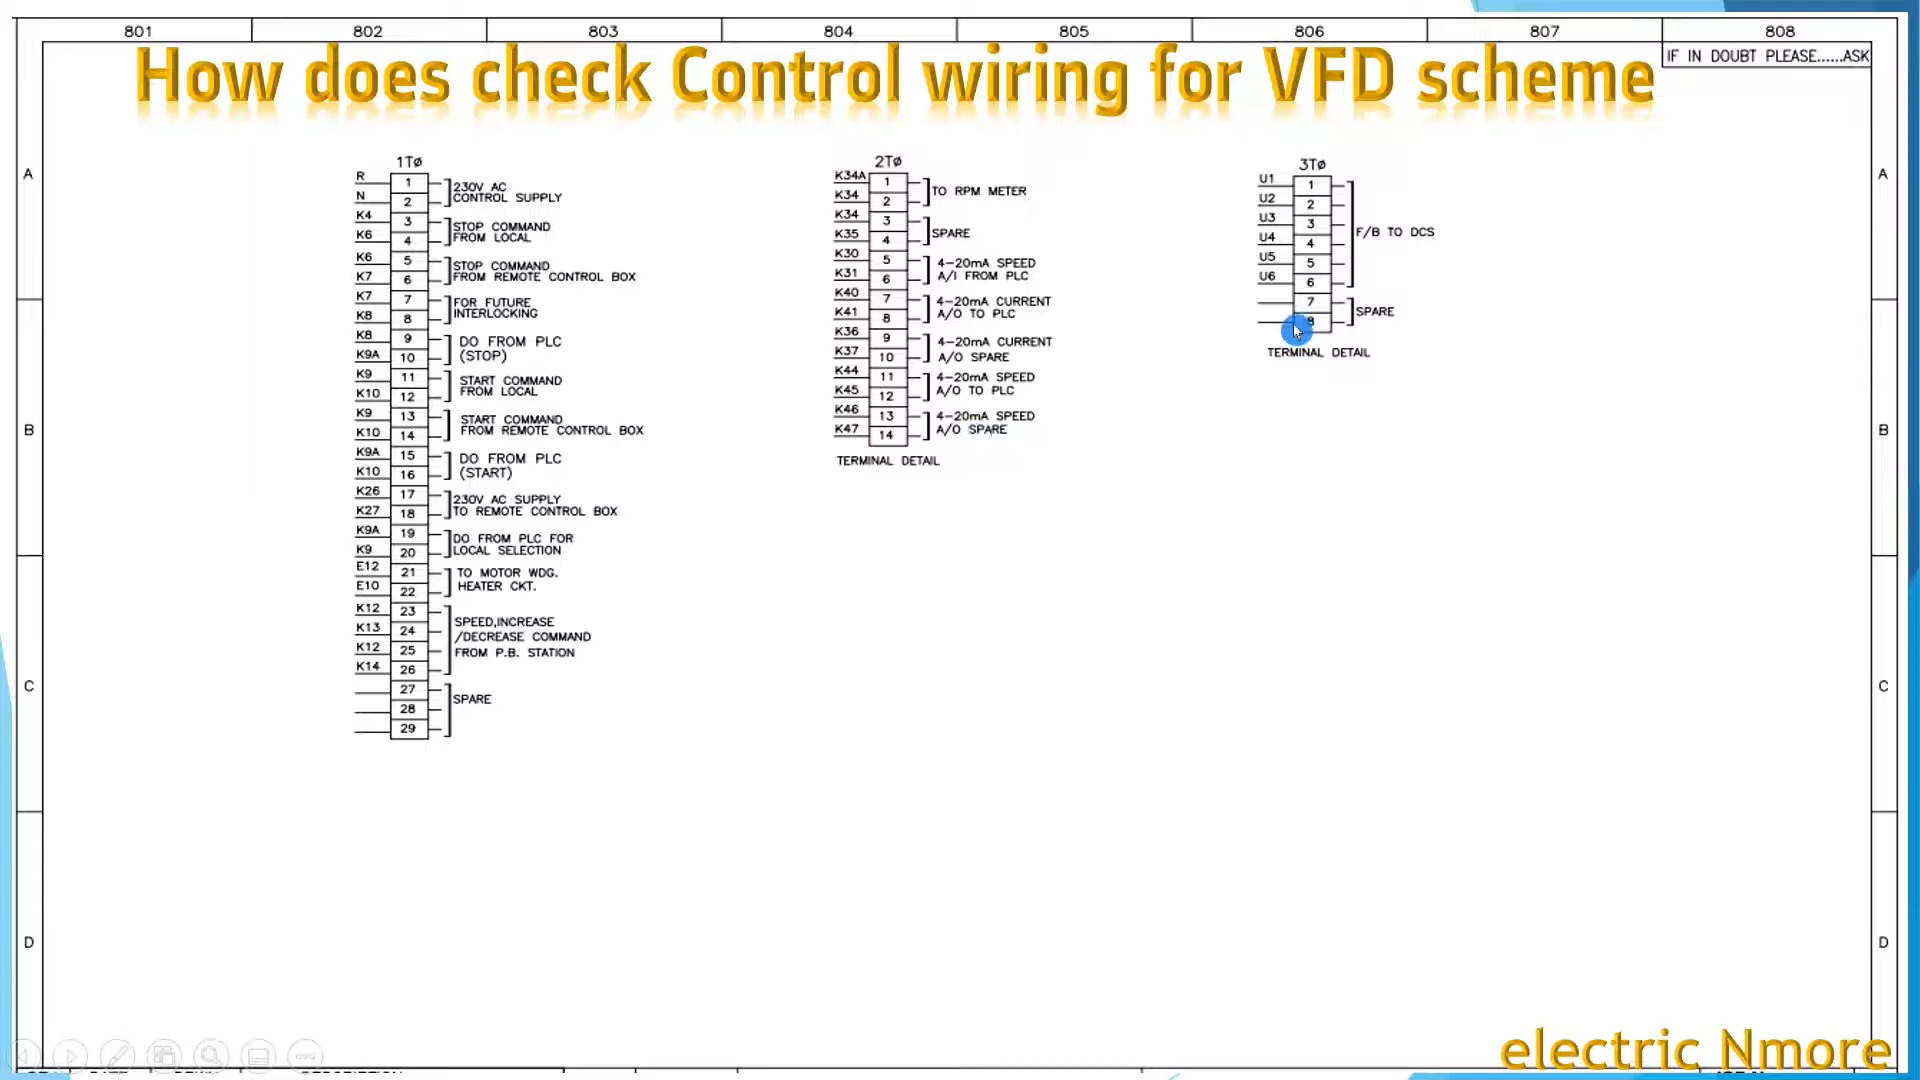 801 802 803 804 805 806 807 808
IF IN DOUBT PLEASE......ASK
How does check Control wiring for VFD scheme
A A
B B
C C
D D
1TØ
R 1
N 2
230V AC
CONTROL SUPPLY
K4 3
K6 4
STOP COMMAND
FROM LOCAL
K6 5
K7 6
STOP COMMAND
FROM REMOTE CONTROL BOX
K7 7
K8 8
FOR FUTURE
INTERLOCKING
K8 9
K9A 10
DO FROM PLC
(STOP)
K9 11
K10 12
START COMMAND
FROM LOCAL
K9 13
K10 14
START COMMAND
FROM REMOTE CONTROL BOX
K9A 15
K10 16
DO FROM PLC
(START)
K26 17
K27 18
230V AC SUPPLY
TO REMOTE CONTROL BOX
K9A 19
K9 20
DO FROM PLC FOR
LOCAL SELECTION
E12 21
E10 22
TO MOTOR WDG.
HEATER CKT.
K12 23
K13 24
K12 25
K14 26
SPEED,INCREASE
/DECREASE COMMAND
FROM P.B. STATION
27
28
29
SPARE
2TØ
K34A 1
K34 2
TO RPM METER
K34 3
K35 4
SPARE
K30 5
K31 6
4-20mA SPEED
A/I FROM PLC
K40 7
K41 8
4-20mA CURRENT
A/O TO PLC
K36 9
K37 10
4-20mA CURRENT
A/O SPARE
K44 11
K45 12
4-20mA SPEED
A/O TO PLC
K46 13
K47 14
4-20mA SPEED
A/O SPARE
TERMINAL DETAIL
3TØ
U1 1
U2 2
U3 3
U4 4
U5 5
U6 6
F/B TO DCS
7
8
SPARE
TERMINAL DETAIL
electric Nmore